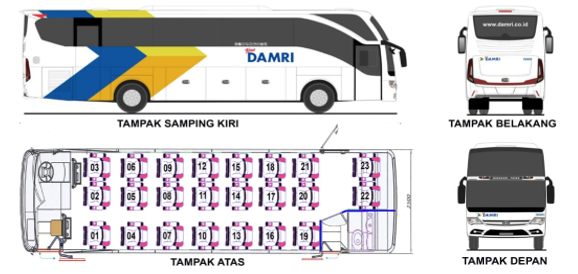 DAMRI
TAMPAK SAMPING KIRI
www.damri.co.id
DAMRI
TAMPAK BELAKANG
03 06 09 12 15 18 21 23
02 05 08 11 14 17 20 22
01 04 07 10 13 16 19
2500
TAMPAK ATAS
DAMRI
TAMPAK DEPAN